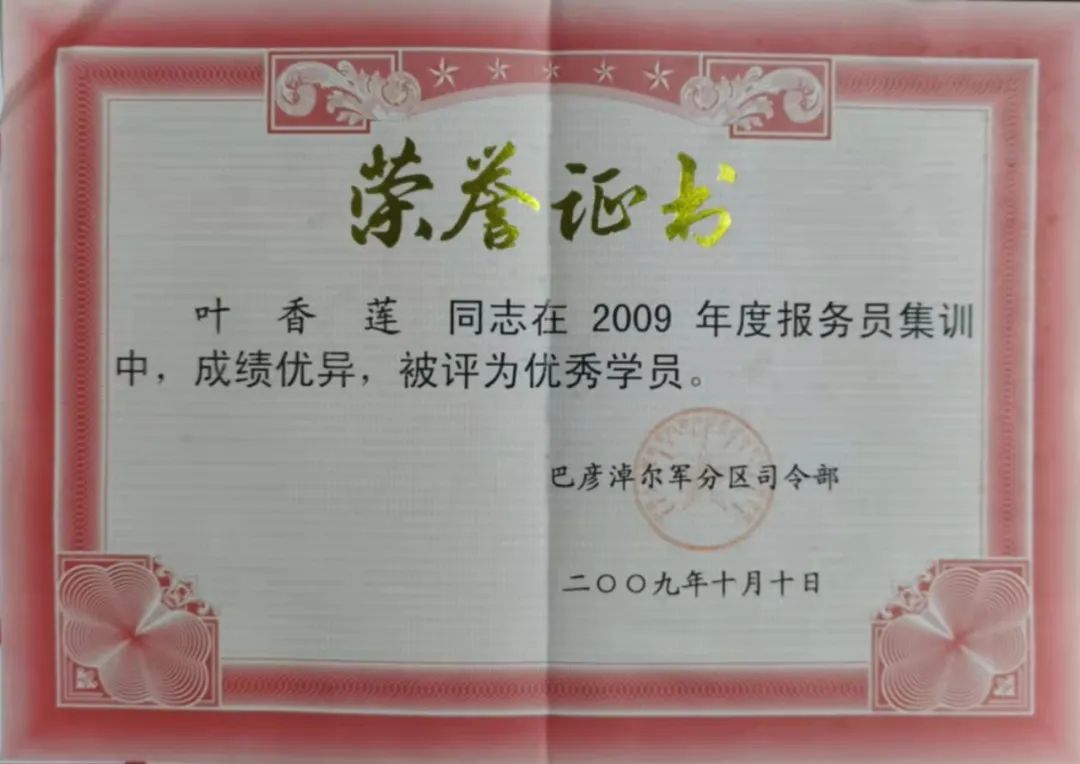 荣誉证书
叶香莲 同志在 2009 年度报务员集训
中，成绩优异，被评为优秀学员。
巴彦淖尔军分区司令部
二〇〇九年十月十日